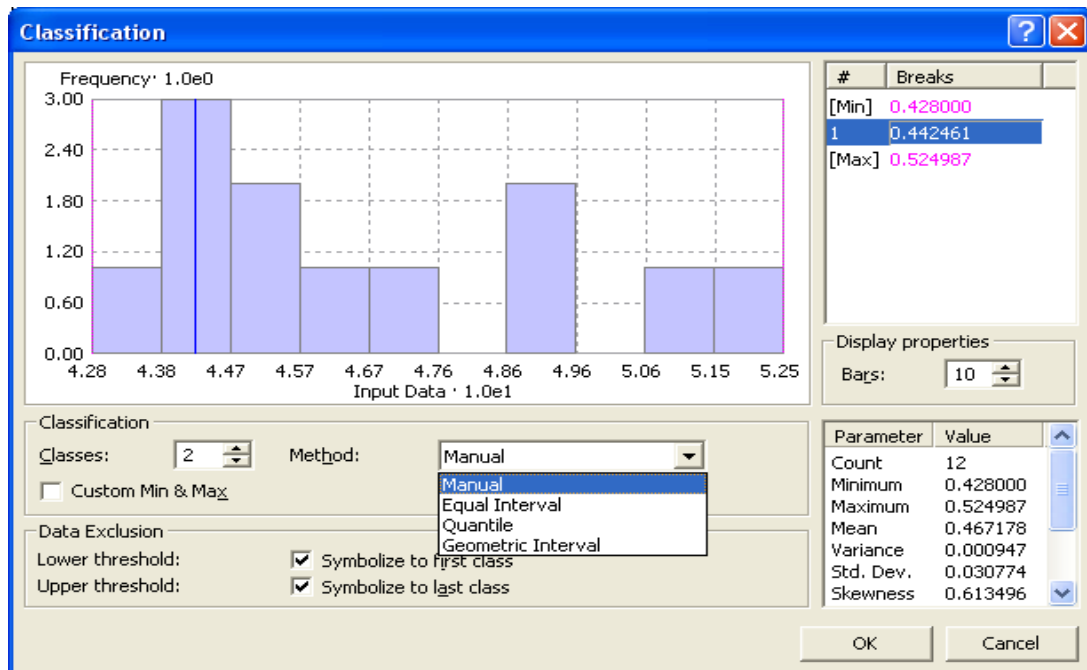 Classification
Frequency · 1.0e0
3.00
2.40
1.80
1.20
0.60
0.00
4.28 4.38 4.47 4.57 4.67 4.76 4.86 4.96 5.06 5.15 5.25
Input Data · 1.0e1
# Breaks
[Min] 0.428000
1 0.442461
[Max] 0.524987
Display properties
Bars: 10
Classification
Classes: 2 Method: Manual
Custom Min & Max
Manual
Equal Interval
Quantile
Geometric Interval
Data Exclusion
Lower threshold: Symbolize to first class
Upper threshold: Symbolize to last class
Parameter Value
Count 12
Minimum 0.428000
Maximum 0.524987
Mean 0.467178
Variance 0.000947
Std. Dev. 0.030774
Skewness 0.613496
OK Cancel